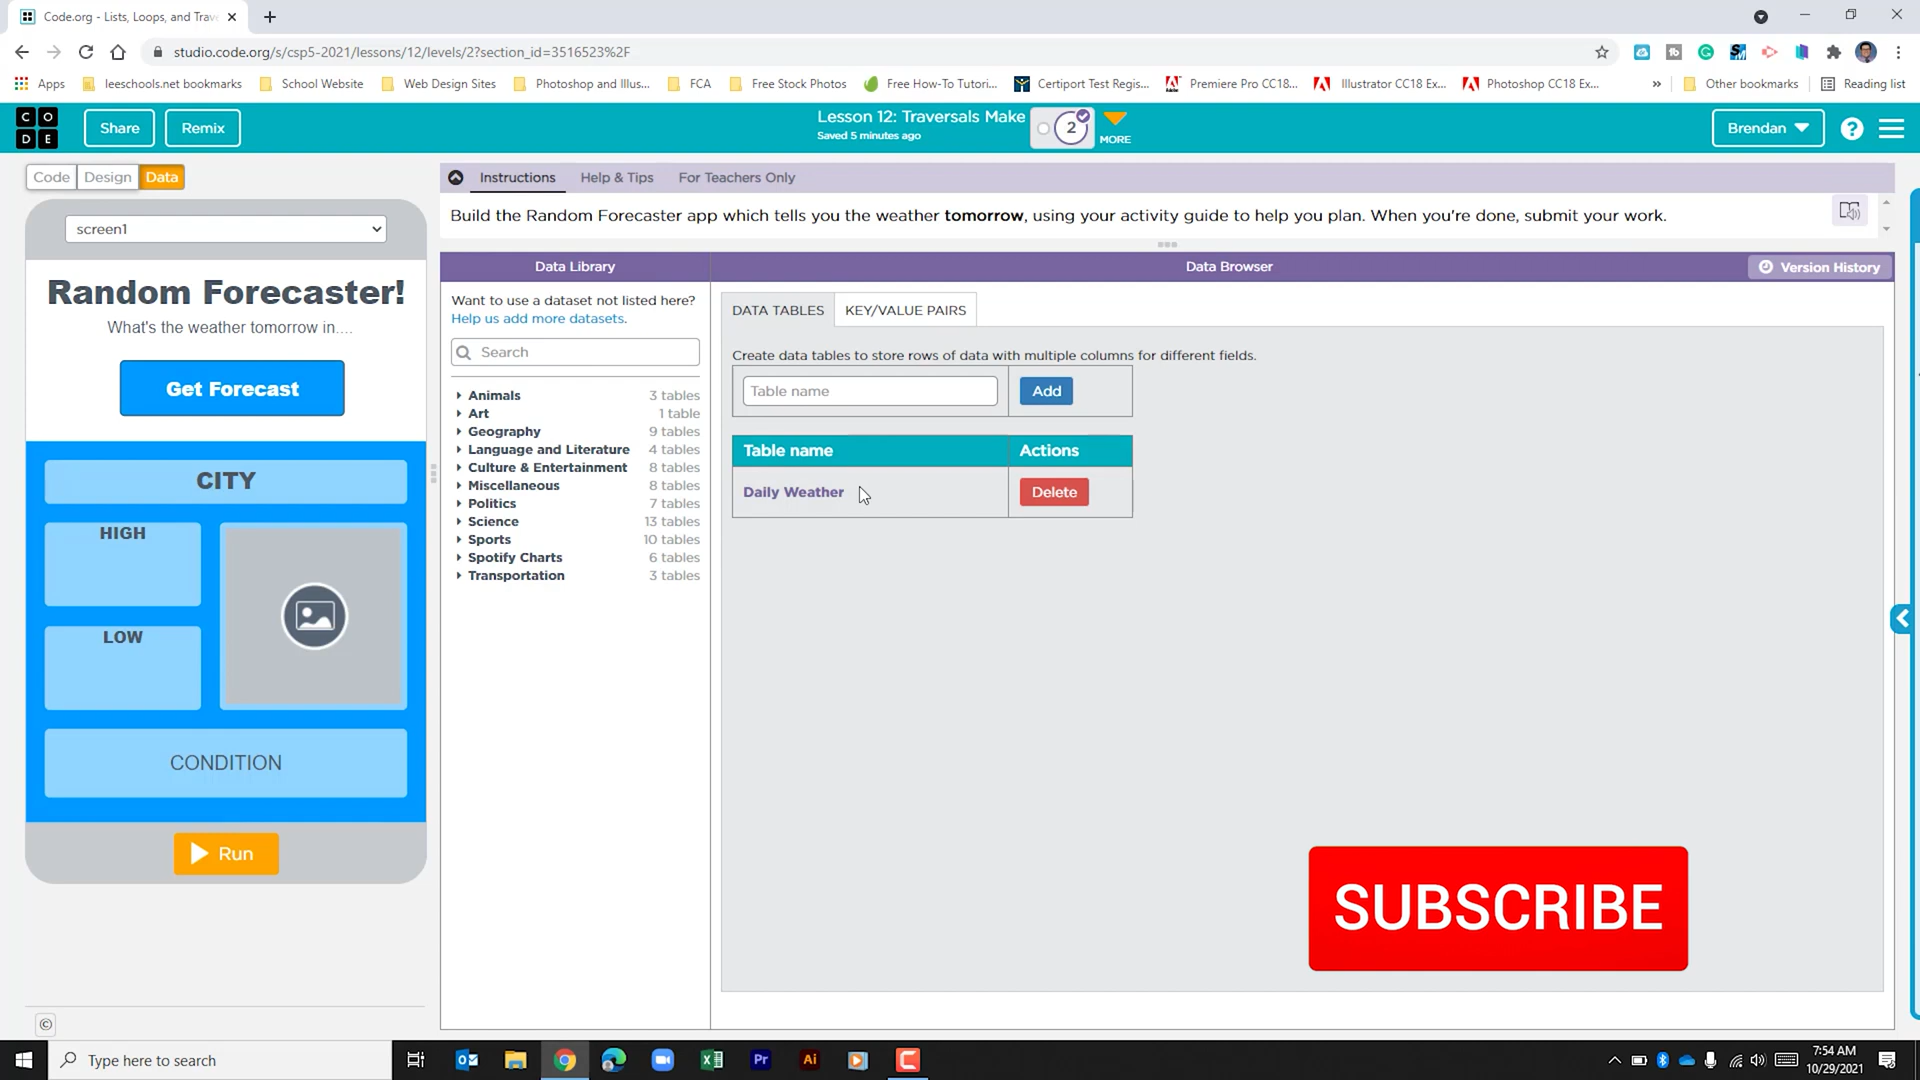 Code.org - Lists, Loops, and Trav
studio.code.org/s/csp5-2021/lessons/12/levels/2?section_id=3516523%2F
Apps
leeschools.net bookmarks
School Website
Web Design Sites
Photoshop and Illus...
FCA
Free Stock Photos
Free How-To Tutori...
Certiport Test Regis...
Premiere Pro CC18...
Illustrator CC18 Ex...
Photoshop CC18 Exa...
»
Other bookmarks
Reading list
C O
D E
Share
Remix
Lesson 12: Traversals Make
Saved 5 minutes ago
2
MORE
Brendan
?
Code
Design
Data
Instructions
Help & Tips
For Teachers Only
Build the Random Forecaster app which tells you the weather tomorrow, using your activity guide to help you plan. When you're done, submit your work.
screen1
Random Forecaster!
What's the weather tomorrow in....
Get Forecast
CITY
HIGH
LOW
CONDITION
Run
©
Data Library
Want to use a dataset not listed here?
Help us add more datasets.
Search
Animals 3 tables
Art 1 table
Geography 9 tables
Language and Literature 4 tables
Culture & Entertainment 8 tables
Miscellaneous 8 tables
Politics 7 tables
Science 13 tables
Sports 10 tables
Spotify Charts 6 tables
Transportation 3 tables
Data Browser
Version History
DATA TABLES
KEY/VALUE PAIRS
Create data tables to store rows of data with multiple columns for different fields.
Table name
Add
Table name Actions
Daily Weather Delete
SUBSCRIBE
Type here to search
Pr
Ai
7:54 AM
10/29/2021